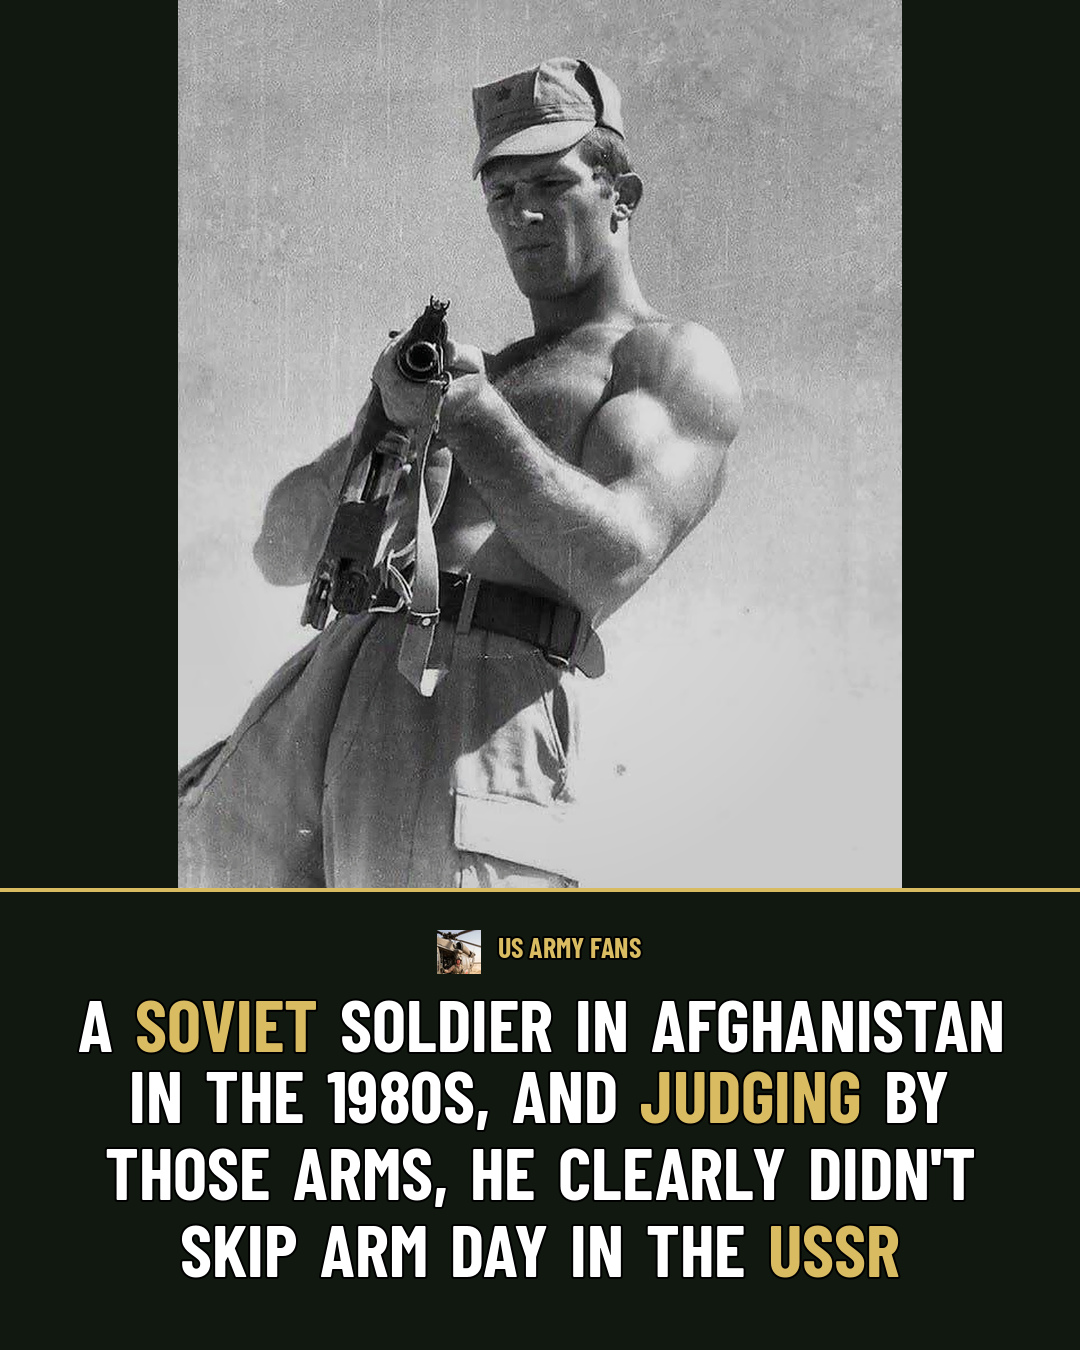 US ARMY FANS
A SOVIET SOLDIER IN AFGHANISTAN
IN THE 1980S, AND JUDGING BY
THOSE ARMS, HE CLEARLY DIDN'T
SKIP ARM DAY IN THE USSR